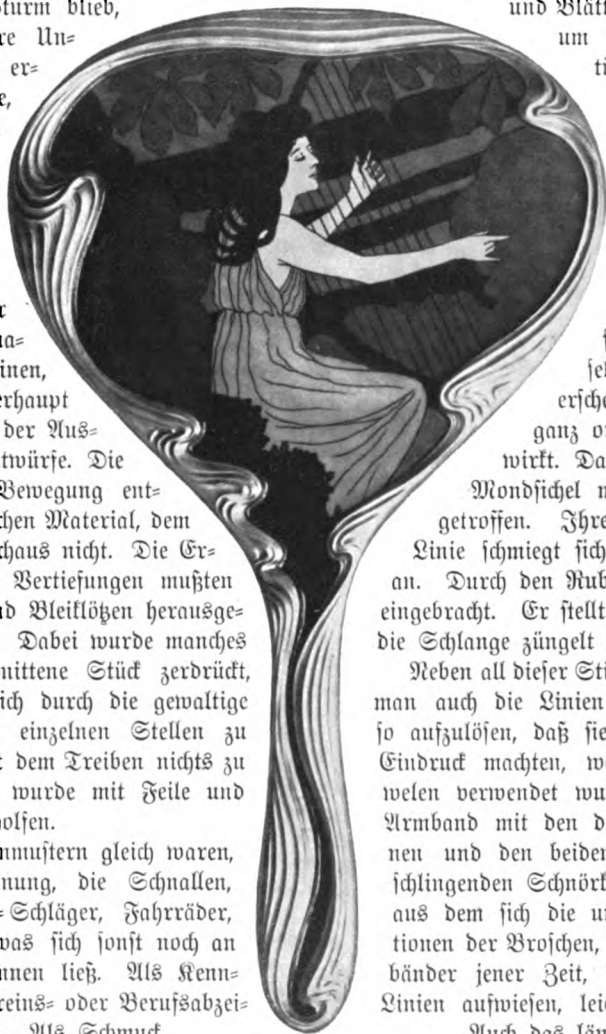 Sturm blieb,
re Un=
er=
e,
r
na=
inen,
erhaupt
der Aus=
twürfe. Die
Bewegung ent=
chen Material, dem
chaus nicht. Die Er=
Vertiefungen mußten
nd Bleiklötzen herausge=
Dabei wurde manches
nittene Stück zerdrückt,
ich durch die gewaltige
einzelnen Stellen zu
t dem Treiben nichts zu
wurde mit Feile und
olfen.
nmustern gleich waren,
nung, die Schnallen,
=Schläger, Fahrräder,
was sich sonst noch an
nnen ließ. Als Kenn=
reins= oder Berufsabzei=
Als Schmuck
und Blätt
um
ti
f
sel
ersche
ganz o
wirkt. Da
Mondsichel n
getroffen. Ihre
Linie schmiegt sich
an. Durch den Rub
eingebracht. Er stellt
die Schlange züngelt
Neben all dieser Sti
man auch die Linien
so aufzulösen, daß sie
Eindruck machten, w
welen verwendet wu
Armband mit den d
nen und den beiden
schlingenden Schnörk
aus dem sich die u
tionen der Broschen,
bänder jener Zeit,
Linien aufwiesen, leic
Auch das